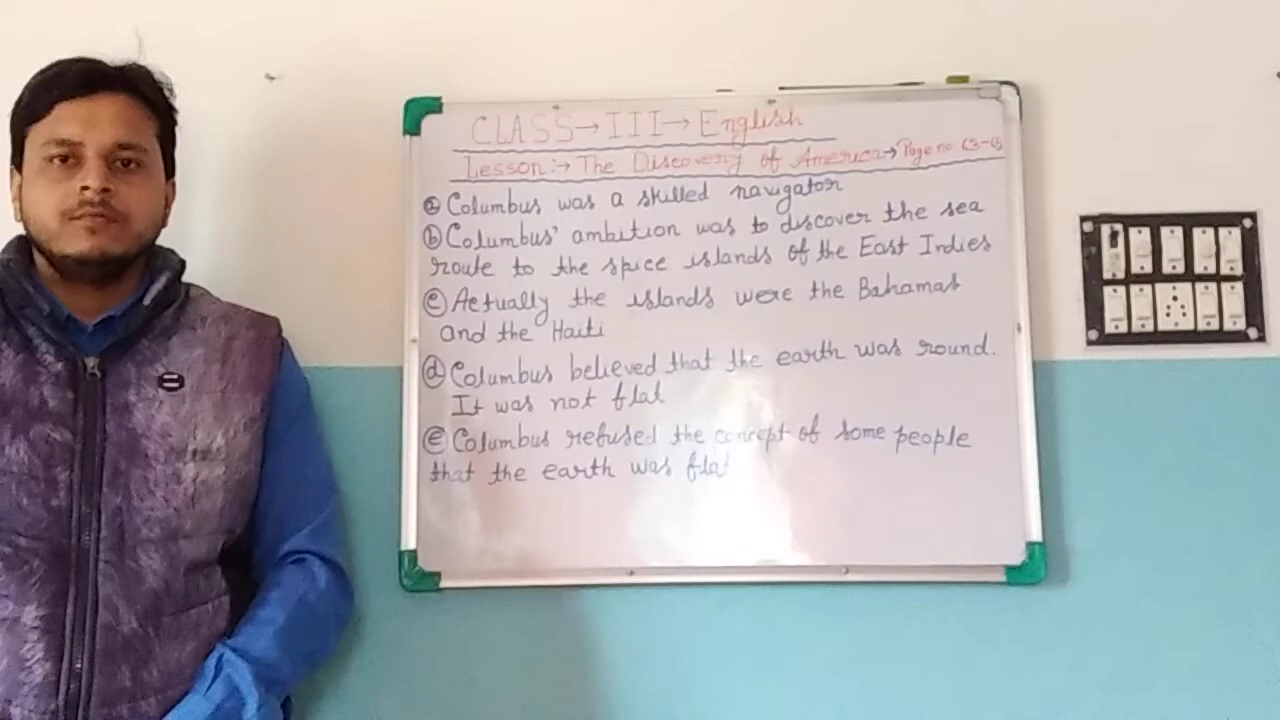 CLASS → III → English
Lesson :→ The Discovery of America → Page no 63-65
ⓐ Columbus was a skilled navigator
ⓑ Columbus' ambition was to discover the sea
route to the spice islands of the East Indies
ⓒ Actually the islands were the Bahamas
and the Haiti
ⓓ Columbus believed that the earth was round.
It was not flat
ⓔ Columbus refused the concept of some people
that the earth was flat